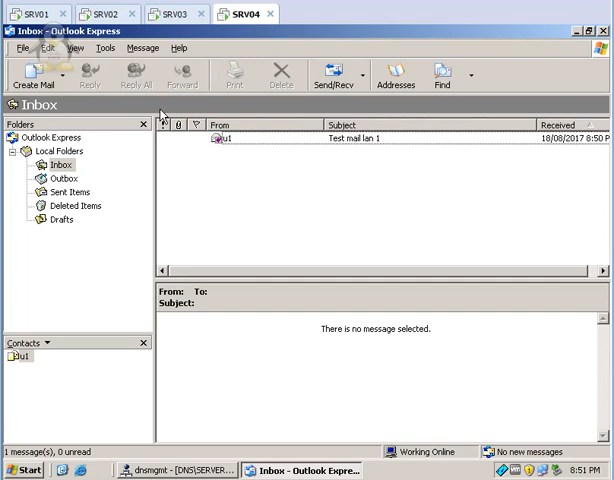 SRV01 SRV02 SRV03 SRV04
Inbox - Outlook Express
File Edit View Tools Message Help
Create Mail Reply Reply All Forward Print Delete Send/Recv Addresses Find
Inbox
Folders
! From Subject Received
Outlook Express
u1 Test mail lan 1 18/08/2017 8:50 P
Local Folders
Inbox
Outbox
Sent Items
Deleted Items
Drafts
From: To:
Subject:
There is no message selected.
Contacts
u1
1 message(s), 0 unread Working Online No new messages
Start dnsmgmt - [DNS\SERVER... Inbox - Outlook Expre... 8:51 PM